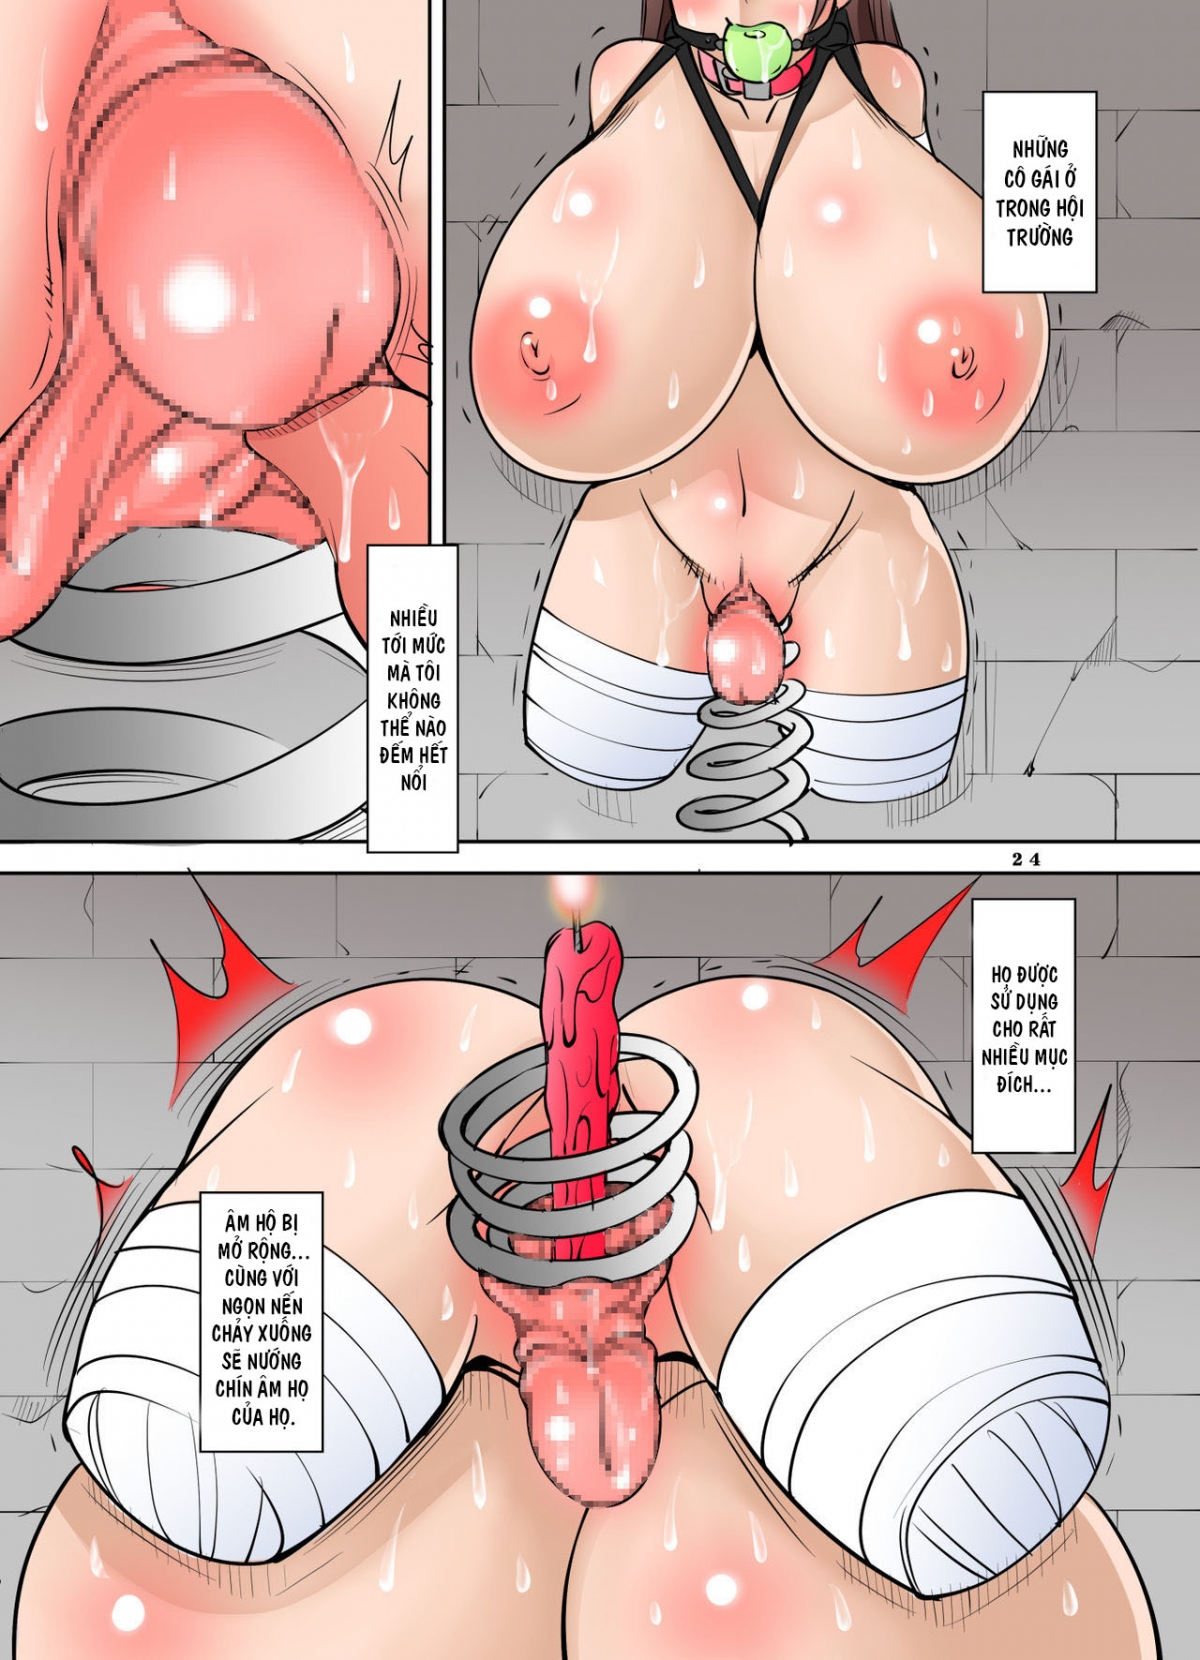 NHỮNG
CÔ GÁI Ở
TRONG HỘI
TRƯỜNG
NHIỀU
TỚI MỨC
MÀ TÔI
KHÔNG
THỂ NÀO
ĐẾM HẾT
NỔI
24
HỌ ĐƯỢC
SỬ DỤNG
CHO RẤT
NHIỀU MỤC
ĐÍCH...
ÂM HỘ BỊ
MỞ RỘNG...
CÙNG VỚI
NGỌN NẾN
CHẢY XUỐNG
SẼ NƯỚNG
CHÍN ÂM HỌ
CỦA HỌ.